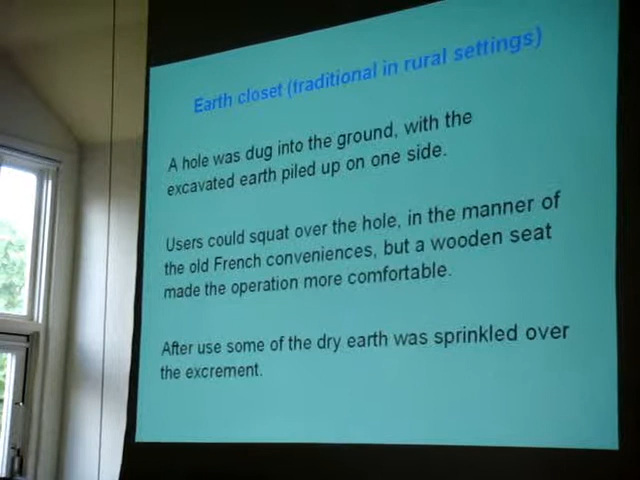 Earth closet (traditional in rural settings)
A hole was dug into the ground, with the
excavated earth piled up on one side.
Users could squat over the hole, in the manner of
the old French conveniences, but a wooden seat
made the operation more comfortable.
After use some of the dry earth was sprinkled over
the excrement.